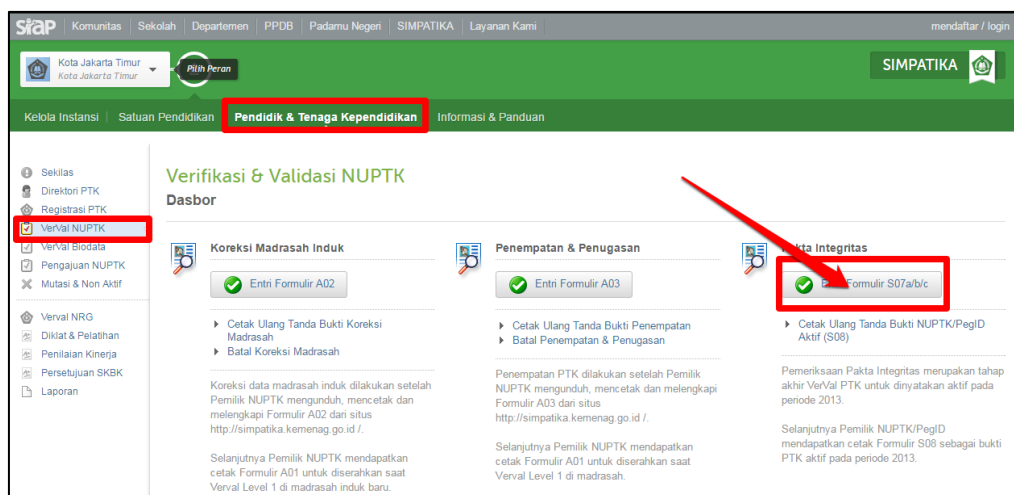 siap Komunitas Sekolah Departemen PPDB Padamu Negeri SIMPATIKA Layanan Kami mendaftar / login
Kota Jakarta Timur
Kota Jakarta Timur
Pilih Peran
SIMPATIKA
Kelola Instansi Satuan Pendidikan Pendidik & Tenaga Kependidikan Informasi & Panduan
Sekilas
Direktori PTK
Registrasi PTK
VerVal NUPTK
VerVal Biodata
Pengajuan NUPTK
Mutasi & Non Aktif
Verval NRG
Diklat & Pelatihan
Penilaian Kinerja
Persetujuan SKBK
Laporan
Verifikasi & Validasi NUPTK
Dasbor
Koreksi Madrasah Induk
Entri Formulir A02
Cetak Ulang Tanda Bukti Koreksi
Madrasah
Batal Koreksi Madrasah
Koreksi data madrasah induk dilakukan setelah
Pemilik NUPTK mengunduh, mencetak dan
melengkapi Formulir A02 dari situs
http://simpatika.kemenag.go.id /.
Selanjutnya Pemilik NUPTK mendapatkan
cetak Formulir A01 untuk diserahkan saat
Verval Level 1 di madrasah induk baru.
Penempatan & Penugasan
Entri Formulir A03
Cetak Ulang Tanda Bukti Penempatan
Batal Penempatan & Penugasan
Penempatan PTK dilakukan setelah Pemilik
NUPTK mengunduh, mencetak dan melengkapi
Formulir A03 dari situs
http://simpatika.kemenag.go.id /.
Selanjutnya Pemilik NUPTK mendapatkan
cetak Formulir A01 untuk diserahkan saat
Verval Level 1 di madrasah.
Pakta Integritas
Formulir S07a/b/c
Cetak Ulang Tanda Bukti NUPTK/PegID
Aktif (S08)
Pemeriksaan Pakta Integritas merupakan tahap
akhir VerVal PTK untuk dinyatakan aktif pada
periode 2013.
Selanjutnya Pemilik NUPTK/PegID
mendapatkan cetak Formulir S08 sebagai bukti
PTK aktif pada periode 2013.